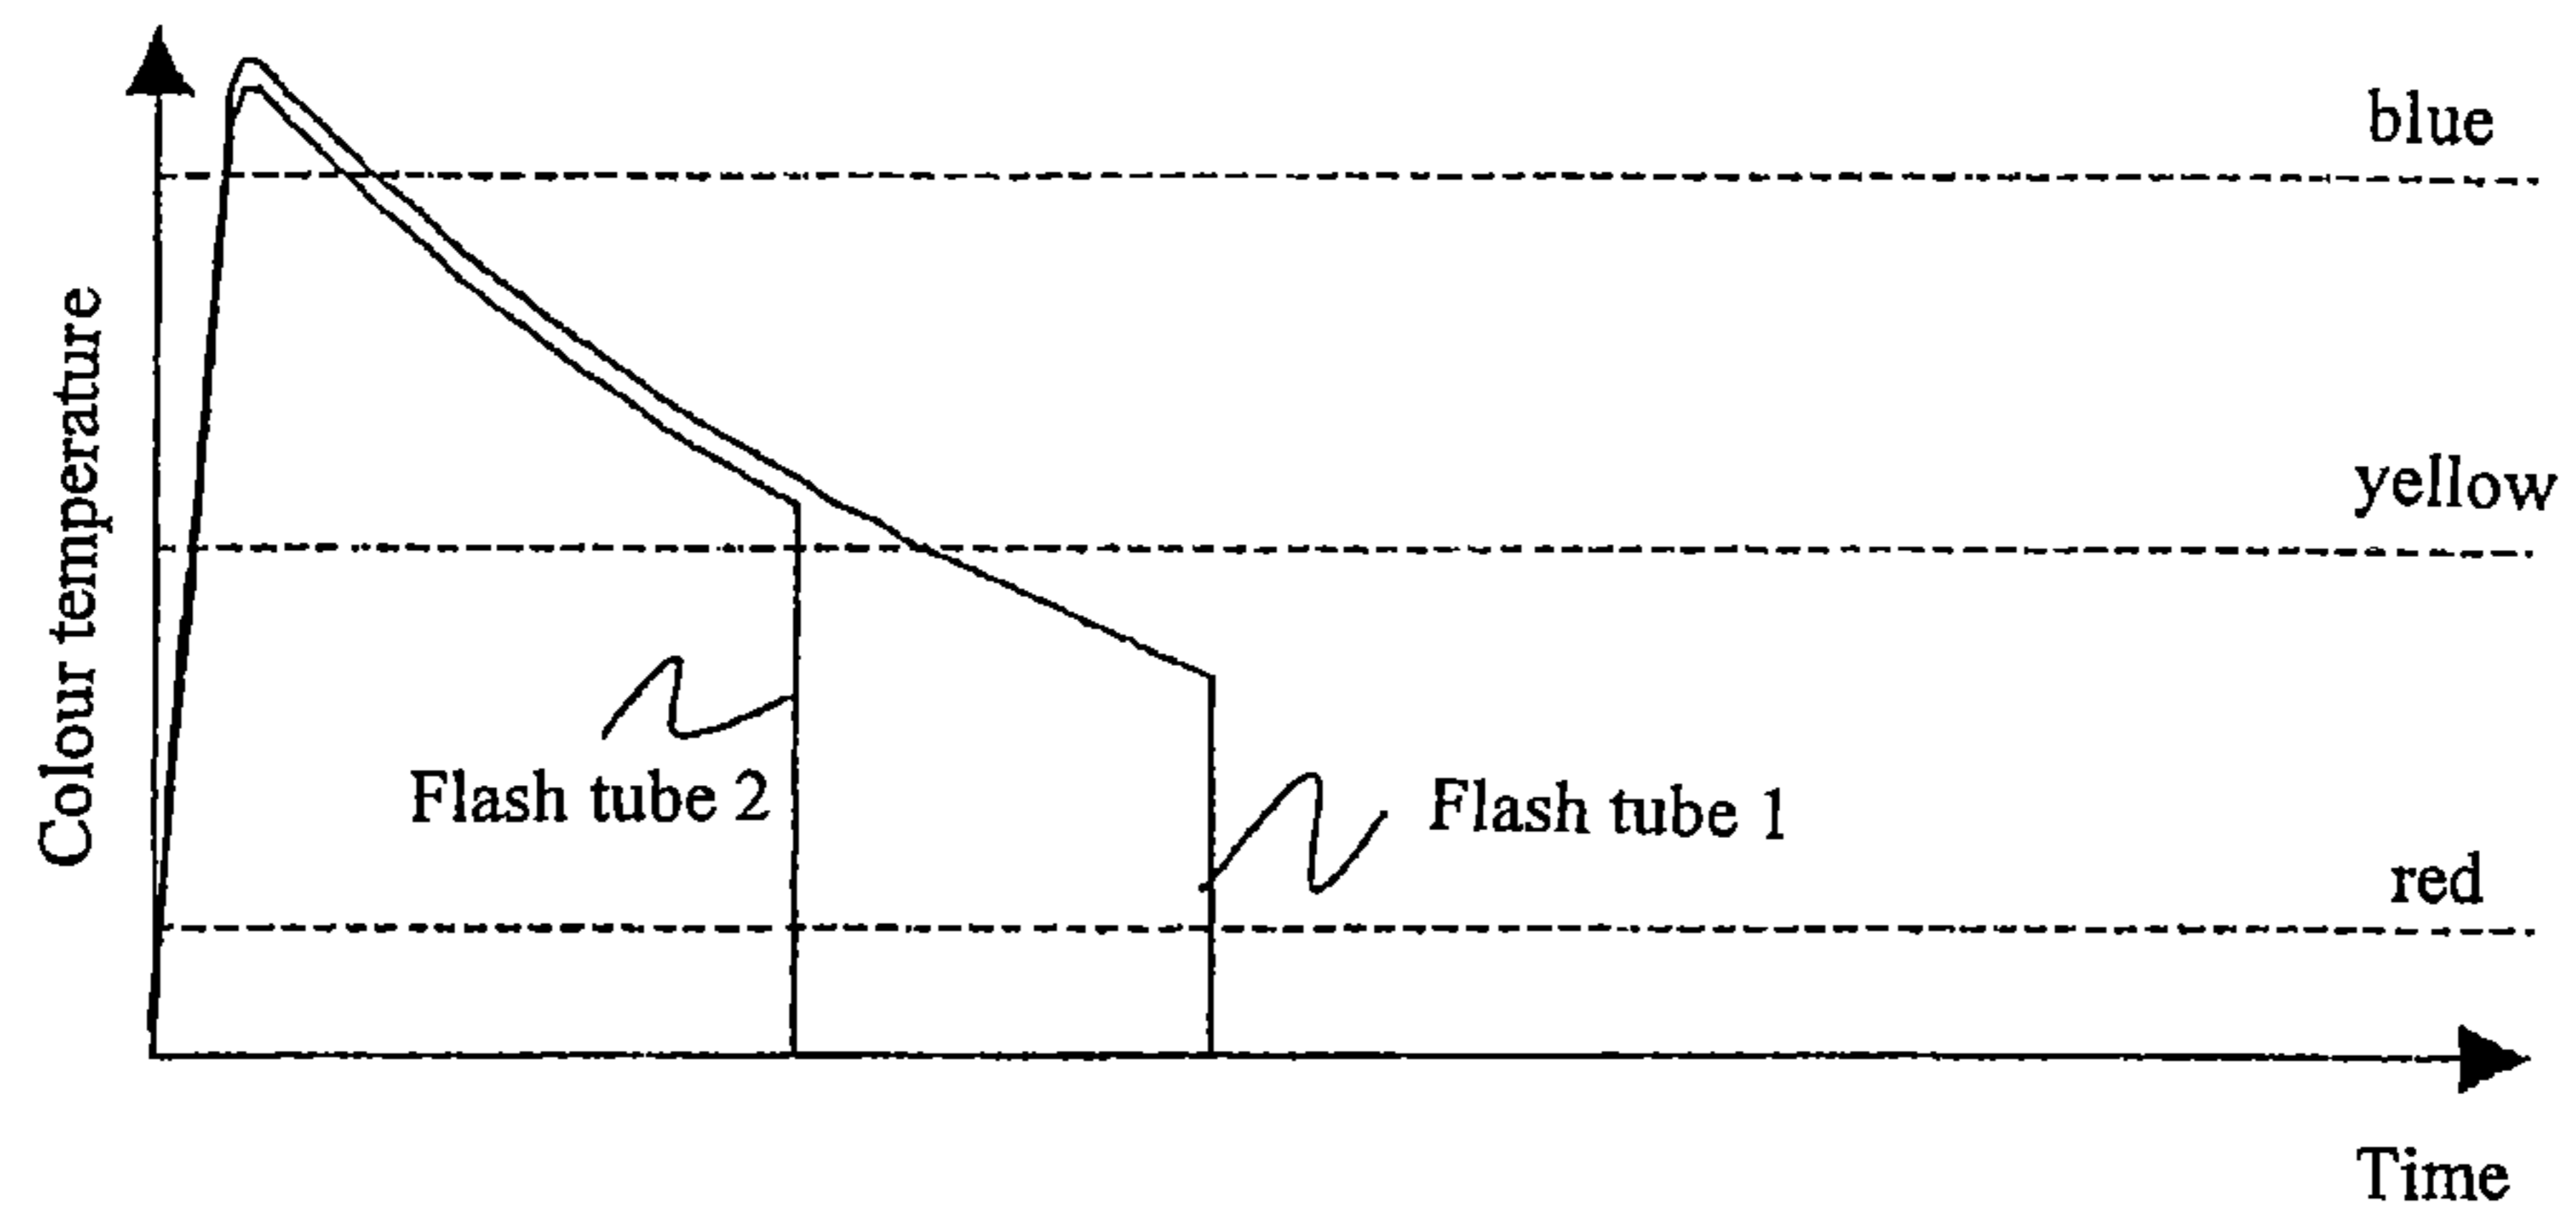 blue
Colour temperature
yellow
Flash tube 2
Flash tube 1
red
Time